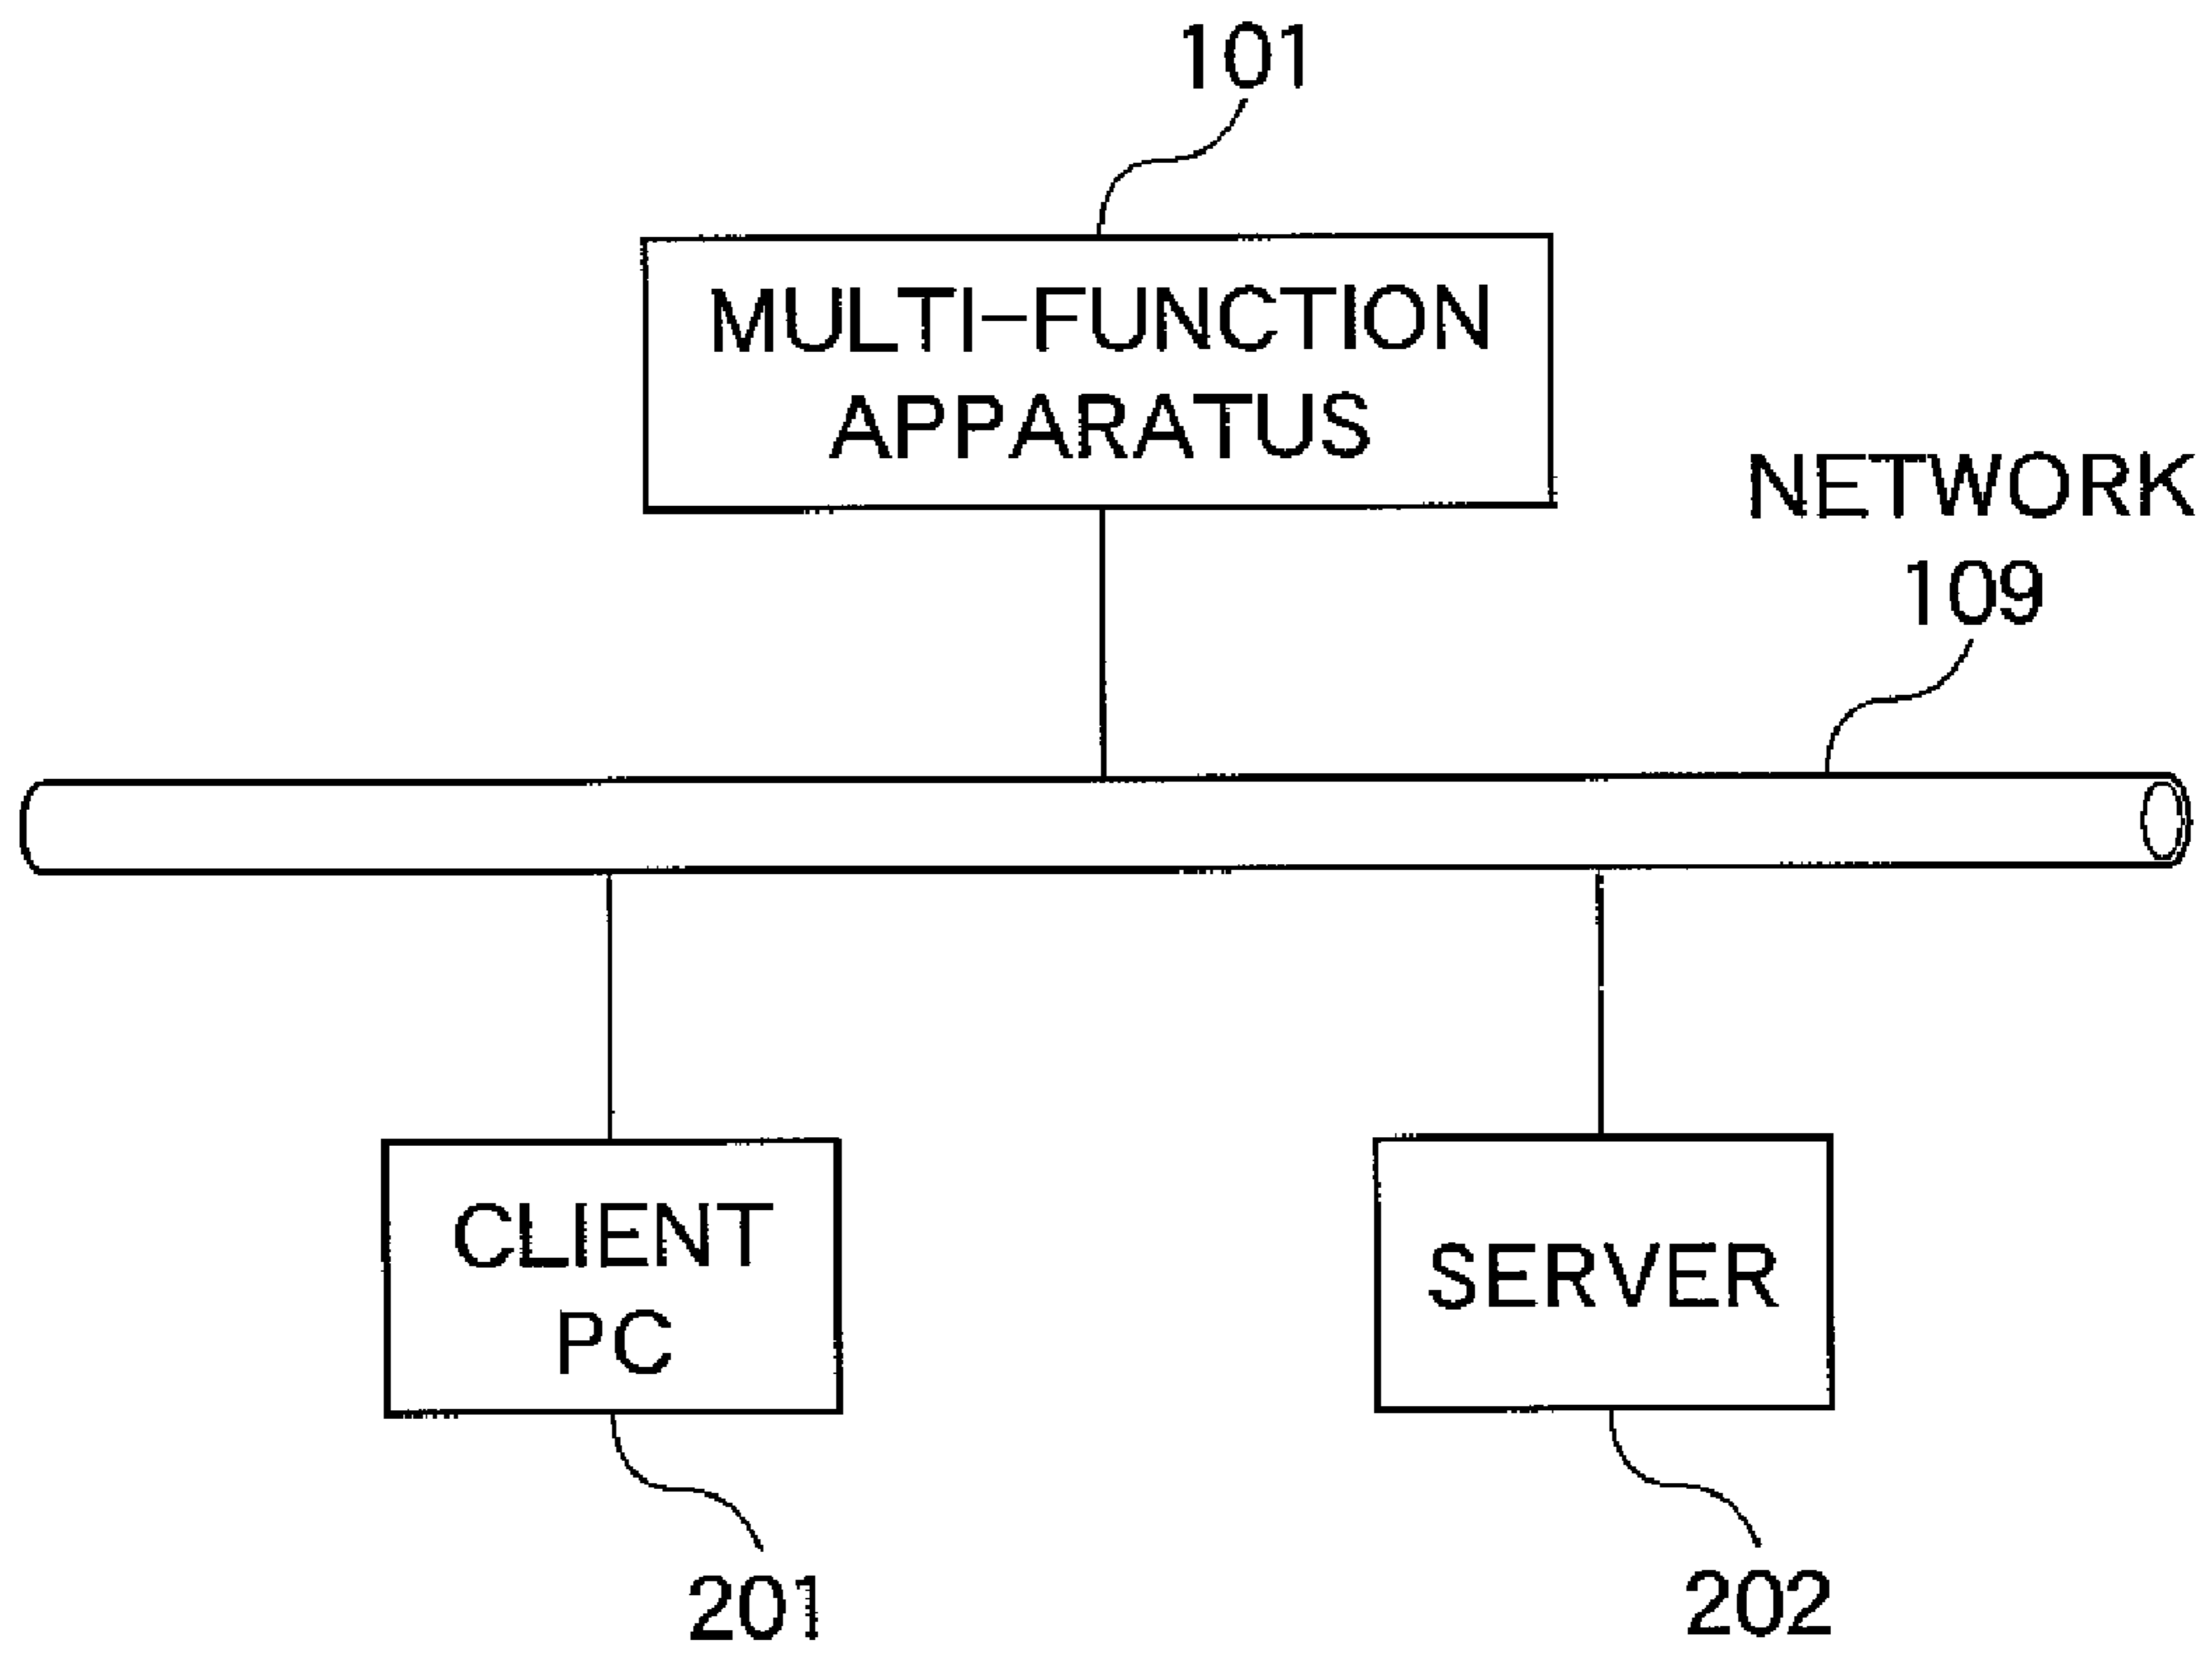 101
MULTI-FUNCTION
APPARATUS
NETWORK
109
CLIENT
PC
SERVER
201
202